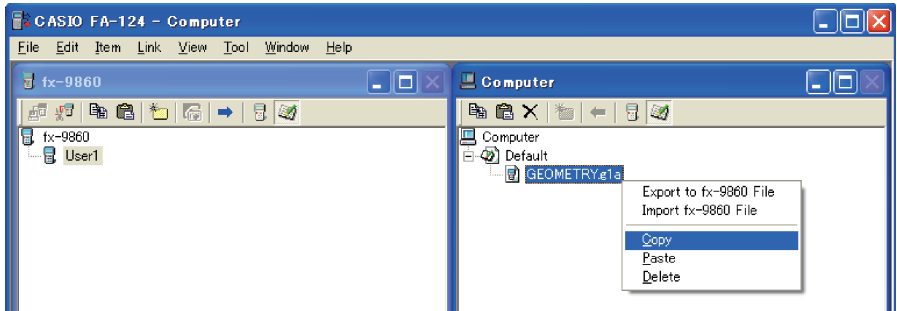 CASIO FA-124 - Computer
File Edit Item Link View Tool Window Help
fx-9860
fx-9860
User1
Computer
Computer
Default
GEOMETRY.g1a
Export to fx-9860 File
Import fx-9860 File
Copy
Paste
Delete